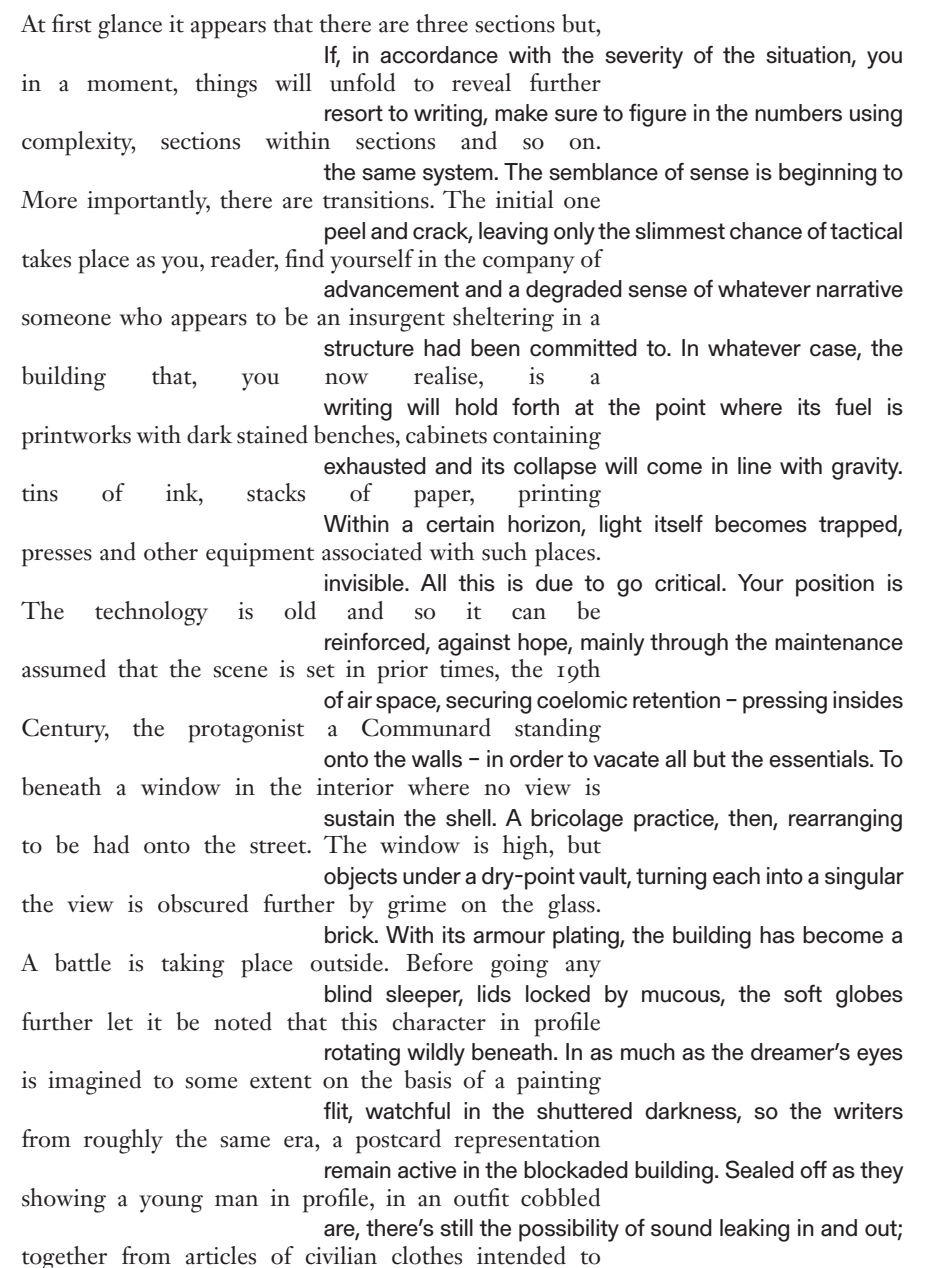 At first glance it appears that there are three sections but,
If, in accordance with the severity of the situation, you
in a moment, things will unfold to reveal further
resort to writing, make sure to figure in the numbers using
complexity, sections within sections and so on.
the same system. The semblance of sense is beginning to
More importantly, there are transitions. The initial one
peel and crack, leaving only the slimmest chance of tactical
takes place as you, reader, find yourself in the company of
advancement and a degraded sense of whatever narrative
someone who appears to be an insurgent sheltering in a
structure had been committed to. In whatever case, the
building that, you now realise, is a
writing will hold forth at the point where its fuel is
printworks with dark stained benches, cabinets containing
exhausted and its collapse will come in line with gravity.
tins of ink, stacks of paper, printing
Within a certain horizon, light itself becomes trapped,
presses and other equipment associated with such places.
invisible. All this is due to go critical. Your position is
The technology is old and so it can be
reinforced, against hope, mainly through the maintenance
assumed that the scene is set in prior times, the 19th
of air space, securing coelomic retention – pressing insides
Century, the protagonist a Communard standing
onto the walls – in order to vacate all but the essentials. To
beneath a window in the interior where no view is
sustain the shell. A bricolage practice, then, rearranging
to be had onto the street. The window is high, but
objects under a dry-point vault, turning each into a singular
the view is obscured further by grime on the glass.
brick. With its armour plating, the building has become a
A battle is taking place outside. Before going any
blind sleeper, lids locked by mucous, the soft globes
further let it be noted that this character in profile
rotating wildly beneath. In as much as the dreamer's eyes
is imagined to some extent on the basis of a painting
flit, watchful in the shuttered darkness, so the writers
from roughly the same era, a postcard representation
remain active in the blockaded building. Sealed off as they
showing a young man in profile, in an outfit cobbled
are, there's still the possibility of sound leaking in and out;
together from articles of civilian clothes intended to